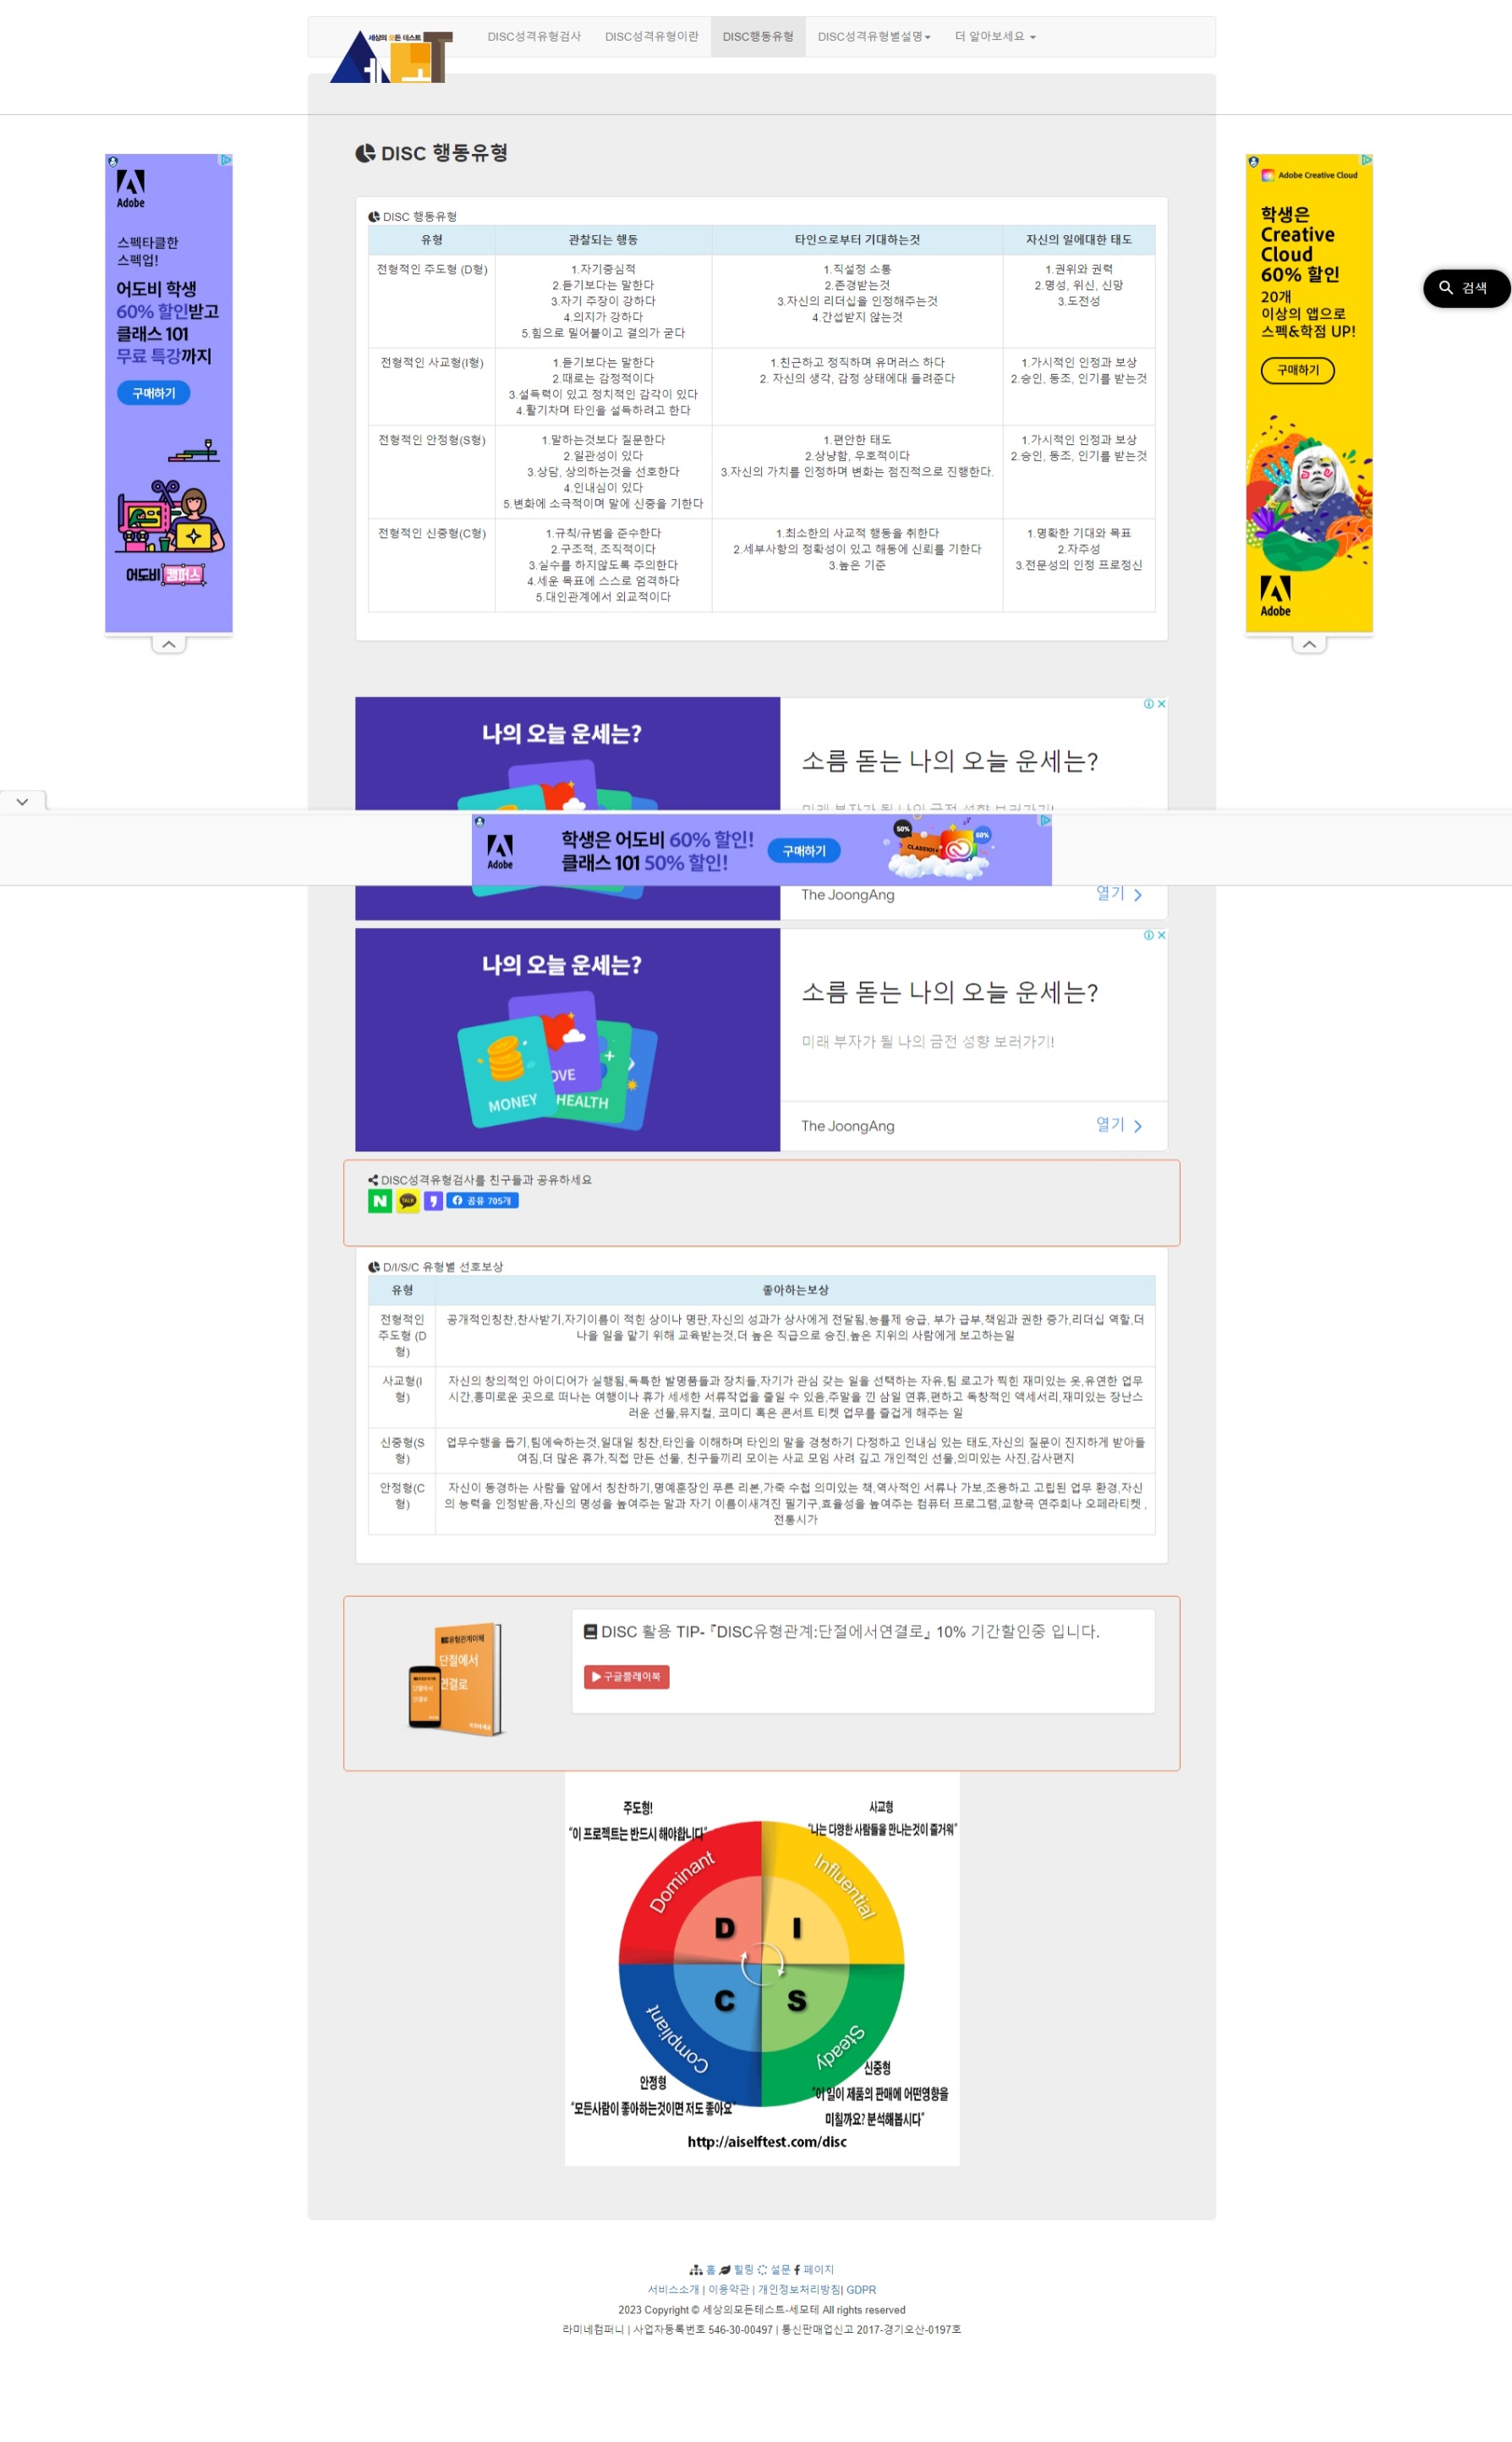 세상의 모든 테스트
DISC성격유형검사
DISC성격유형이란
DISC행동유형
DISC성격유형별설명
더 알아보세요
DISC 행동유형
Adobe
스펙타클한
스펙업!
어도비 학생
60% 할인받고
클래스 101
무료 특강까지
구매하기
어도비 캠퍼스
Adobe Creative Cloud
학생은
Creative
Cloud
60% 할인
20개
이상의 앱으로
스펙&학점 UP!
구매하기
Adobe
검색
DISC 행동유형
유형 관찰되는 행동 타인으로부터 기대하는것 자신의 일에대한 태도
전형적인 주도형 (D형)
1.자기중심적
2.듣기보다는 말한다
3.자기 주장이 강하다
4.의지가 강하다
5.힘으로 밀어붙이고 결의가 굳다
1.직설정 소통
2.존경받는것
3.자신의 리더십을 인정해주는것
4.간섭받지 않는것
1.권위와 권력
2.명성, 위신, 신망
3.도전성
전형적인 사교형(I형)
1.듣기보다는 말한다
2.때로는 감정적이다
3.설득력이 있고 정치적인 감각이 있다
4.활기차며 타인을 설득하려고 한다
1.친근하고 정직하며 유머러스 하다
2. 자신의 생각, 감정 상태에대 들려준다
1.가시적인 인정과 보상
2.승인, 동조, 인기를 받는것
전형적인 안정형(S형)
1.말하는것보다 질문한다
2.일관성이 있다
3.상담, 상의하는것을 선호한다
4.인내심이 있다
5.변화에 소극적이며 말에 신중을 기한다
1.편안한 태도
2.상냥함, 우호적이다
3.자신의 가치를 인정하며 변화는 점진적으로 진행한다.
1.가시적인 인정과 보상
2.승인, 동조, 인기를 받는것
전형적인 신중형(C형)
1.규칙/규범을 준수한다
2.구조적, 조직적이다
3.실수를 하지않도록 주의한다
4.세운 목표에 스스로 엄격하다
5.대인관계에서 외교적이다
1.최소한의 사교적 행동을 취한다
2.세부사항의 정확성이 있고 해동에 신뢰를 기한다
3.높은 기준
1.명확한 기대와 목표
2.자주성
3.전문성의 인정 프로정신
나의 오늘 운세는?
소름 돋는 나의 오늘 운세는?
미래 부자가 될 나의 금전 성향 보러가기!
Adobe
학생은 어도비 60% 할인!
클래스 101 50% 할인!
구매하기
50%
CLASS101+
60%
The JoongAng
열기
나의 오늘 운세는?
MONEY
OVE
HEALTH
소름 돋는 나의 오늘 운세는?
미래 부자가 될 나의 금전 성향 보러가기!
The JoongAng
열기
DISC성격유형검사를 친구들과 공유하세요
N
TALK
공유 705개
D/I/S/C 유형별 선호보상
유형 좋아하는보상
전형적인
주도형 (D
형)
공개적인칭찬,찬사받기,자기이름이 적힌 상이나 명판,자신의 성과가 상사에게 전달됨,능률제 승급, 부가 급부,책임과 권한 증가,리더십 역할,더
나을 일을 맡기 위해 교육받는것,더 높은 직급으로 승진,높은 지위의 사람에게 보고하는일
사교형(I
형)
자신의 창의적인 아이디어가 실행됨,독특한 발명품들과 장치들,자기가 관심 갖는 일을 선택하는 자유,팀 로고가 찍힌 재미있는 옷,유연한 업무
시간,흥미로운 곳으로 떠나는 여행이나 휴가 세세한 서류작업을 줄일 수 있음,주말을 낀 삼일 연휴,편하고 독창적인 액세서리,재미있는 장난스
러운 선물,뮤지컬, 코미디 혹은 콘서트 티켓 업무를 즐겁게 해주는 일
신중형(S
형)
업무수행을 돕기,팀에속하는것,일대일 칭찬,타인을 이해하며 타인의 말을 경청하기 다정하고 인내심 있는 태도,자신의 질문이 진지하게 받아들
여짐,더 많은 휴가,직접 만든 선물, 친구들끼리 모이는 사교 모임 사려 깊고 개인적인 선물,의미있는 사진,감사편지
안정형(C
형)
자신이 동경하는 사람들 앞에서 칭찬하기,명예훈장인 푸른 리본,가죽 수첩 의미있는 책,역사적인 서류나 가보,조용하고 고립된 업무 환경,자신
의 능력을 인정받음,자신의 명성을 높여주는 말과 자기 이름이새겨진 필기구,효율성을 높여주는 컴퓨터 프로그램,교향곡 연주회나 오페라티켓 ,
전통시가
유형관계이해
단절에서
연결로
DISC 활용 TIP-『DISC유형관계:단절에서연결로』 10% 기간할인중 입니다.
구글플레이북
주도형!
"이 프로젝트는 반드시 해야합니다"
사교형
"나는 다양한 사람들을 만나는것이 즐거워"
Dominant
Influential
D
I
C
S
Compliant
Steady
안정형
"모든사람이 좋아하는것이면 저도 좋아요"
신중형
"이 일이 제품의 판매에 어떤영향을
미칠까요? 분석해봅시다"
http://aiselftest.com/disc
홈 힐링 설문 페이지
서비스소개 | 이용약관 | 개인정보처리방침| GDPR
2023 Copyright © 세상의모든테스트-세모테 All rights reserved
라미네컴퍼니 | 사업자등록번호 546-30-00497 | 통신판매업신고 2017-경기오산-0197호